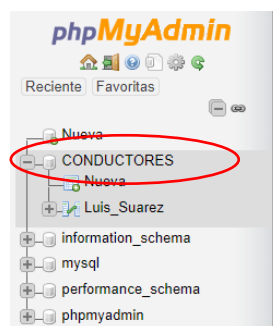 phpMyAdmin
Reciente Favoritas
Nueva
CONDUCTORES
Nueva
Luis_Suarez
information_schema
mysql
performance_schema
phpmyadmin